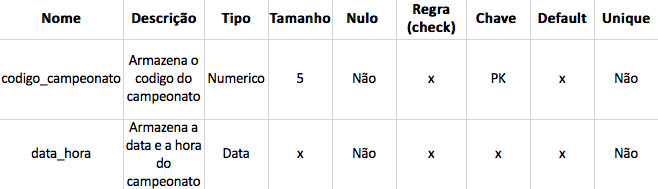 Nome Descrição Tipo Tamanho Nulo Regra (check) Chave Default Unique
codigo_campeonato Armazena o codigo do campeonato Numerico 5 Não x PK x Não
data_hora Armazena a data e a hora do campeonato Data x Não x x x Não